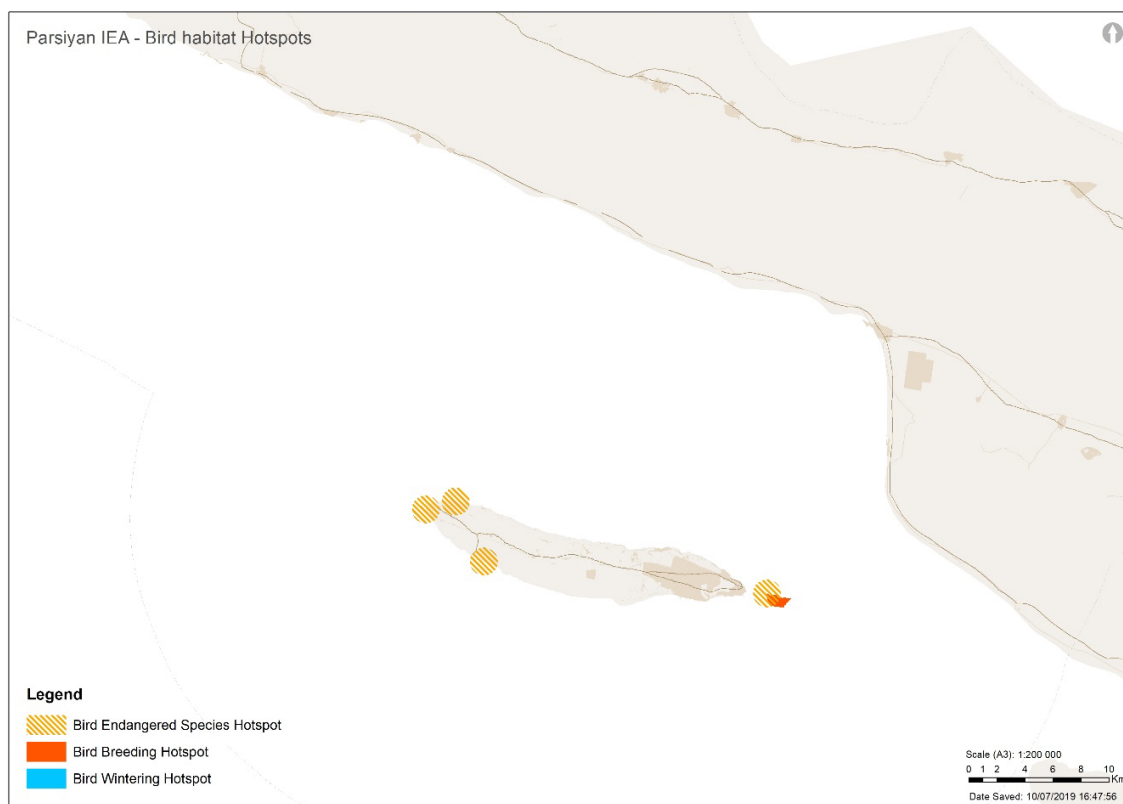 Parsiyan IEA - Bird habitat Hotspots
Legend
Bird Endangered Species Hotspot
Bird Breeding Hotspot
Bird Wintering Hotspot
Scale (A3): 1:200 000
0 1 2 4 6 8 10
Km
Date Saved: 10/07/2019 16:47:56